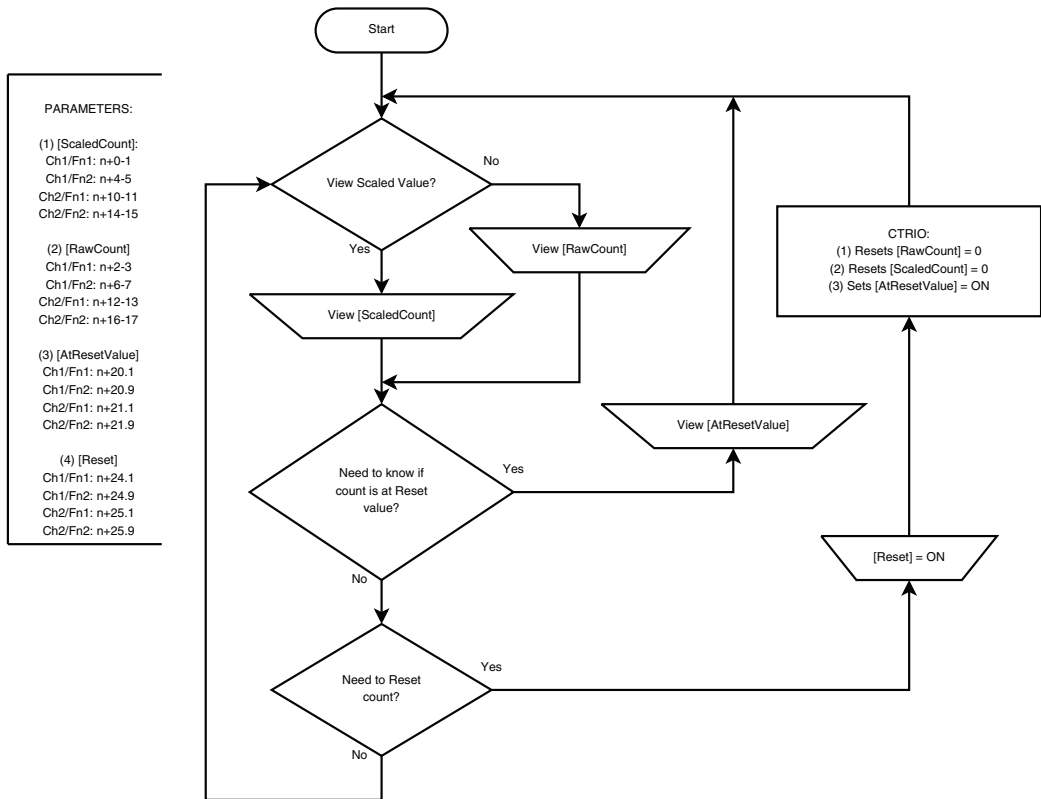 Start
PARAMETERS:
(1) [ScaledCount]:
Ch1/Fn1: n+0-1
Ch1/Fn2: n+4-5
Ch2/Fn1: n+10-11
Ch2/Fn2: n+14-15
(2) [RawCount]
Ch1/Fn1: n+2-3
Ch1/Fn2: n+6-7
Ch2/Fn1: n+12-13
Ch2/Fn2: n+16-17
(3) [AtResetValue]
Ch1/Fn1: n+20.1
Ch1/Fn2: n+20.9
Ch2/Fn1: n+21.1
Ch2/Fn2: n+21.9
(4) [Reset]
Ch1/Fn1: n+24.1
Ch1/Fn2: n+24.9
Ch2/Fn1: n+25.1
Ch2/Fn2: n+25.9
View Scaled Value?
No
Yes
View [RawCount]
View [ScaledCount]
CTRIO:
(1) Resets [RawCount] = 0
(2) Resets [ScaledCount] = 0
(3) Sets [AtResetValue] = ON
View [AtResetValue]
Need to know if
count is at Reset
value?
Yes
No
[Reset] = ON
Need to Reset
count?
Yes
No